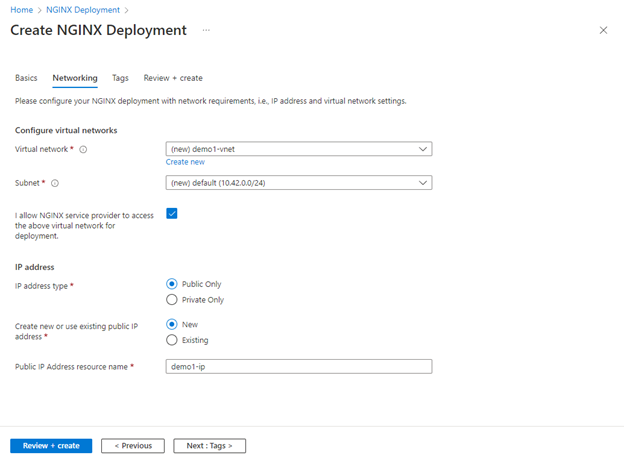 Home > NGINX Deployment >
Create NGINX Deployment ...
Basics Networking Tags Review + create
Please configure your NGINX deployment with network requirements, i.e., IP address and virtual network settings.
Configure virtual networks
Virtual network * (new) demo1-vnet
Create new
Subnet * (new) default (10.42.0.0/24)
I allow NGINX service provider to access
the above virtual network for
deployment.
IP address
IP address type * Public Only
Private Only
Create new or use existing public IP
address * New
Existing
Public IP Address resource name * demo1-ip
Review + create < Previous Next : Tags >